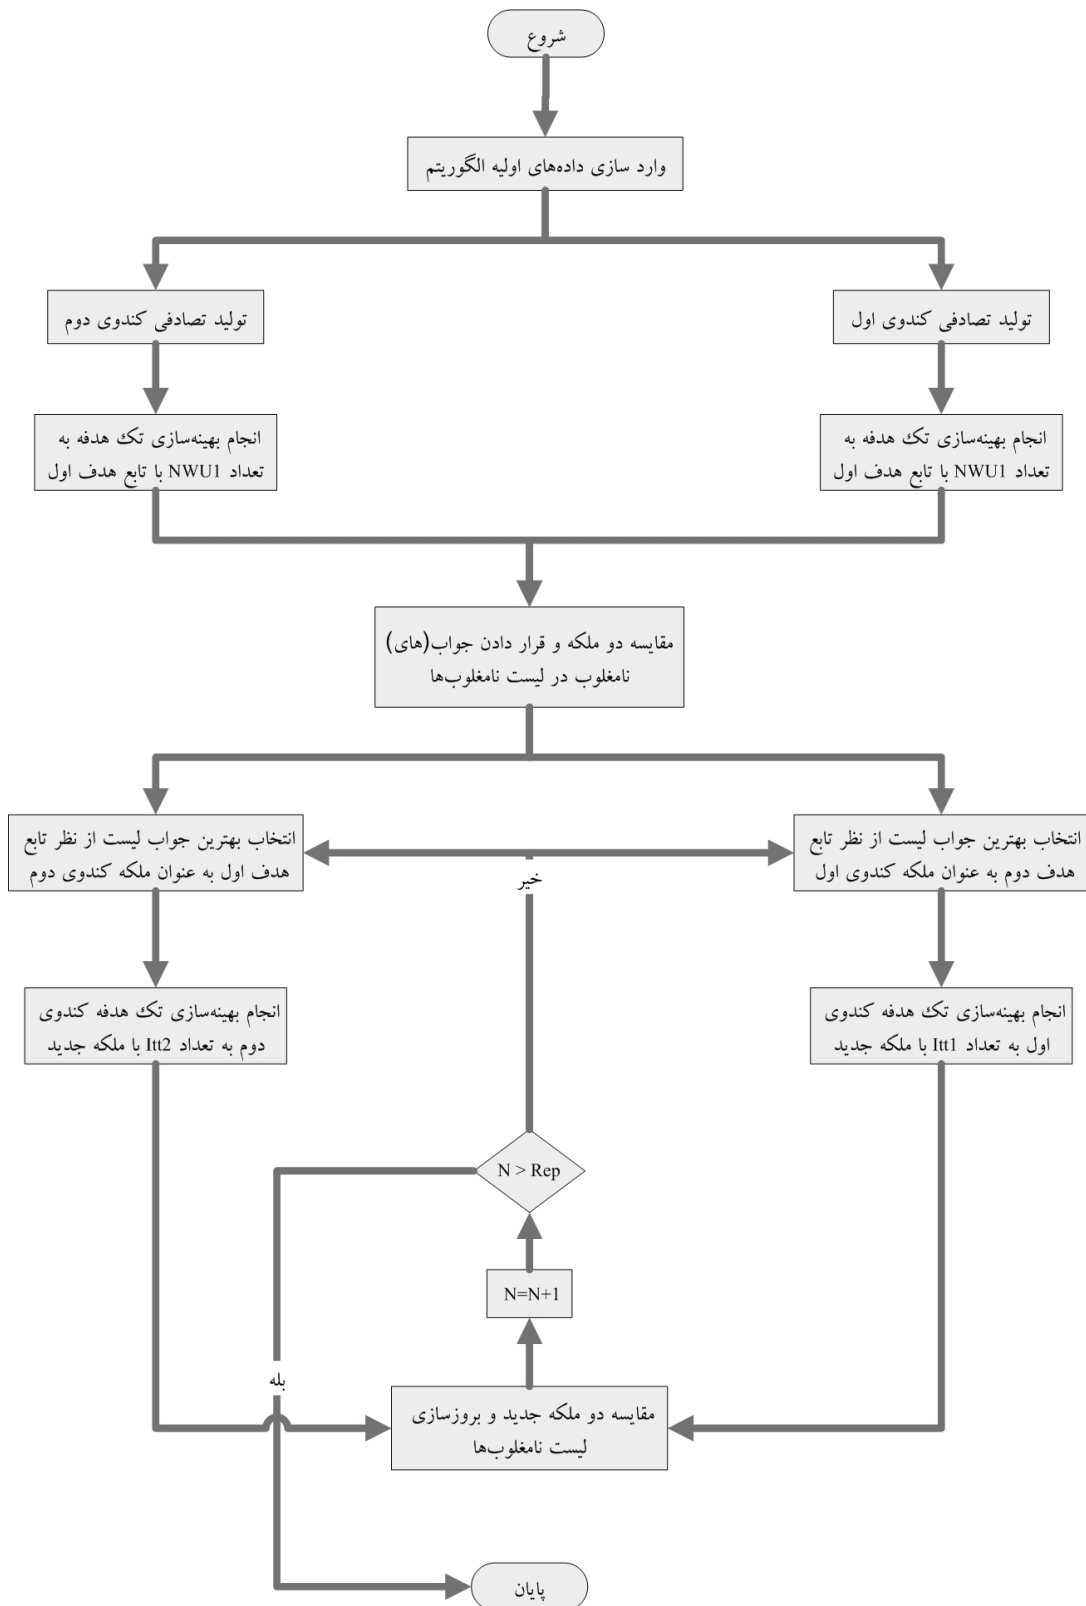 شروع
وارد سازی داده‌های اولیه الگوریتم
تولید تصادفی کندوی اول
تولید تصادفی کندوی دوم
انجام بهینه‌سازی تک هدفه به
تعداد NWU1 با تابع هدف اول
انجام بهینه‌سازی تک هدفه به
تعداد NWU1 با تابع هدف اول
مقایسه دو ملکه و قرار دادن جواب(های)
نامغلوب در لیست نامغلوب‌ها
انتخاب بهترین جواب لیست از نظر تابع
هدف دوم به عنوان ملکه کندوی اول
انتخاب بهترین جواب لیست از نظر تابع
هدف اول به عنوان ملکه کندوی دوم
خیر
انجام بهینه‌سازی تک هدفه کندوی
اول به تعداد Itt1 با ملکه جدید
انجام بهینه‌سازی تک هدفه کندوی
دوم به تعداد Itt2 با ملکه جدید
N > Rep
N=N+1
بله
مقایسه دو ملکه جدید و بروزسازی
لیست نامغلوب‌ها
پایان